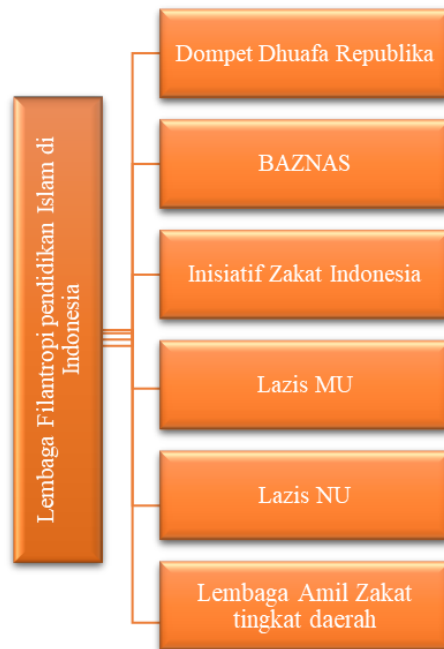 Lembaga Filantropi pendidikan Islam di
Indonesia
Dompet Dhuafa Republika
BAZNAS
Inisiatif Zakat Indonesia
Lazis MU
Lazis NU
Lembaga Amil Zakat
tingkat daerah